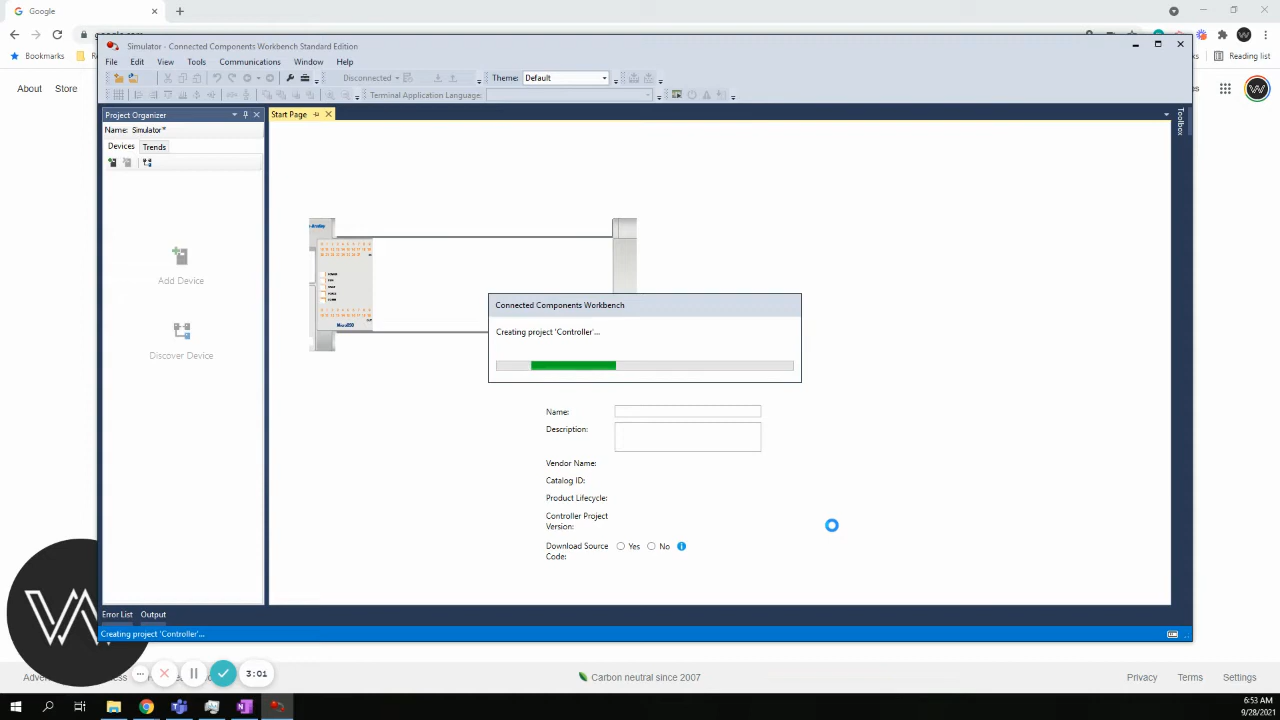 Google
google.com
Bookmarks
Reading list
About
Store
Simulator - Connected Components Workbench Standard Edition
File Edit View Tools Communications Window Help
Disconnected
Theme: Default
Terminal Application Language:
Project Organizer
Start Page
Toolbox
Name: Simulator*
Devices Trends
Add Device
Discover Device
Connected Components Workbench
Creating project 'Controller'...
Name:
Description:
Vendor Name:
Catalog ID:
Product Lifecycle:
Controller Project
Version:
Download Source
Code:
Yes No
Error List Output
Creating project 'Controller'...
3:01
Carbon neutral since 2007
Privacy Terms Settings
6:53 AM
9/28/2021